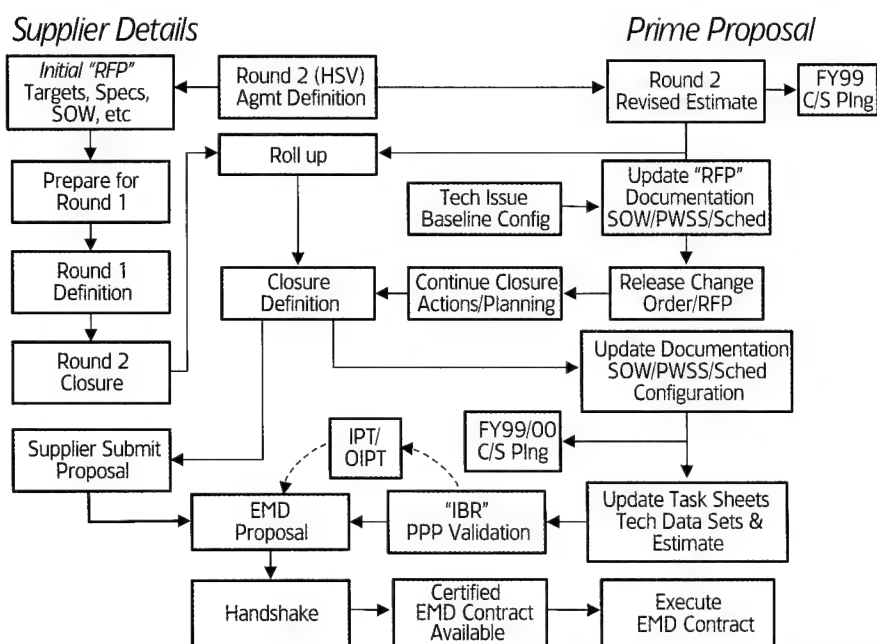 Supplier Details
Prime Proposal
Initial "RFP"
Targets, Specs,
SOW, etc
Round 2 (HSV)
Agmt Definition
Round 2
Revised Estimate
FY99
C/S Plng
Roll up
Prepare for
Round 1
Tech Issue
Baseline Config
Update "RFP"
Documentation
SOW/PWSS/Sched
Round 1
Definition
Closure
Definition
Continue Closure
Actions/Planning
Release Change
Order/RFP
Round 2
Closure
Update Documentation
SOW/PWSS/Sched
Configuration
Supplier Submit
Proposal
IPT/
OIPT
FY99/00
C/S Plng
EMD
Proposal
"IBR"
PPP Validation
Update Task Sheets
Tech Data Sets &
Estimate
Handshake
Certified
EMD Contract
Available
Execute
EMD Contract